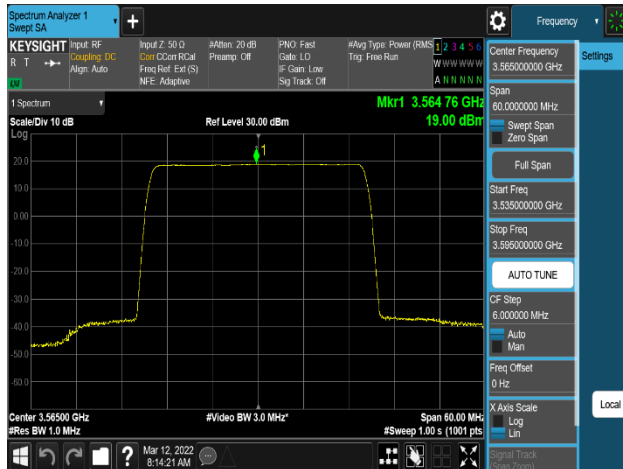 Spectrum Analyzer 1
Swept SA
Frequency
Settings
KEYSIGHT
R T
Input: RF
Coupling: DC
Align: Auto
Input Z: 50 Ω
Corr CCorr RCal
Freq Ref: Ext (S)
NFE: Adaptive
#Atten: 20 dB
Preamp: Off
PNO: Fast
Gate: LO
IF Gain: Low
Sig Track: Off
#Avg Type: Power (RMS
Trig: Free Run
1 2 3 4 5 6
W W W W W W
A N N N N N
1 Spectrum
Scale/Div 10 dB
Ref Level 30.00 dBm
Mkr1 3.564 76 GHz
19.00 dBm
Log
1
20.0
10.0
0.00
-10.0
-20.0
-30.0
-40.0
-50.0
-60.0
Center 3.56500 GHz
#Res BW 1.0 MHz
#Video BW 3.0 MHz*
Span 60.00 MHz
#Sweep 1.00 s (1001 pts
Mar 12, 2022
8:14:21 AM
Center Frequency
3.565000000 GHz
Span
60.0000000 MHz
Swept Span
Zero Span
Full Span
Start Freq
3.535000000 GHz
Stop Freq
3.595000000 GHz
AUTO TUNE
CF Step
6.000000 MHz
Auto
Man
Freq Offset
0 Hz
X Axis Scale
Log
Lin
Signal Track
(Span Zoom)
Local